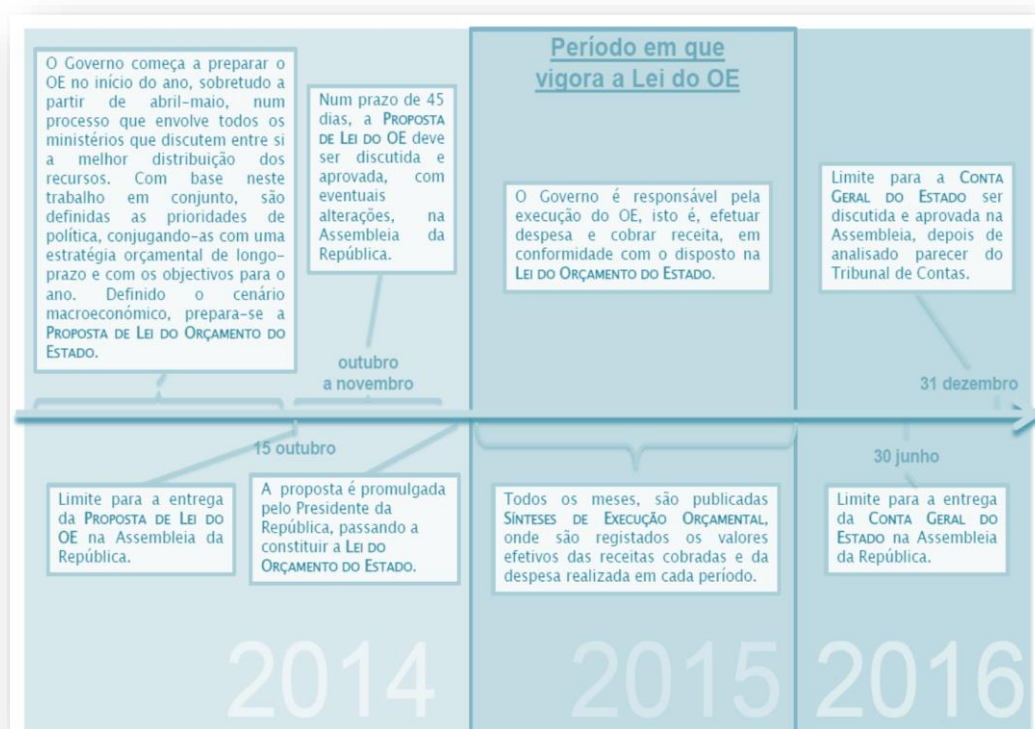 O Governo começa a preparar o
OE no início do ano, sobretudo a
partir de abril-maio, num
processo que envolve todos os
ministérios que discutem entre si
a melhor distribuição dos
recursos. Com base neste
trabalho em conjunto, são
definidas as prioridades de
política, conjugando-as com uma
estratégia orçamental de longo-
prazo e com os objectivos para o
ano. Definido o cenário
macroeconómico, prepara-se a
PROPOSTA DE LEI DO ORÇAMENTO DO
ESTADO.
Num prazo de 45
dias, a PROPOSTA
DE LEI DO OE deve
ser discutida e
aprovada, com
eventuais
alterações, na
Assembleia da
República.
outubro
a novembro
Período em que
vigora a Lei do OE
O Governo é responsável pela
execução do OE, isto é, efetuar
despesa e cobrar receita, em
conformidade com o disposto na
LEI DO ORÇAMENTO DO ESTADO.
Limite para a CONTA
GERAL DO ESTADO ser
discutida e aprovada na
Assembleia, depois de
analisado parecer do
Tribunal de Contas.
31 dezembro
15 outubro
Limite para a entrega
da PROPOSTA DE LEI DO
OE na Assembleia da
República.
A proposta é promulgada
pelo Presidente da
República, passando a
constituir a LEI DO
ORÇAMENTO DO ESTADO.
Todos os meses, são publicadas
SÍNTESES DE EXECUÇÃO ORÇAMENTAL,
onde são registados os valores
efetivos das receitas cobradas e da
despesa realizada em cada período.
30 junho
Limite para a entrega
da CONTA GERAL DO
ESTADO na Assembleia
da República.
2014
2015
2016